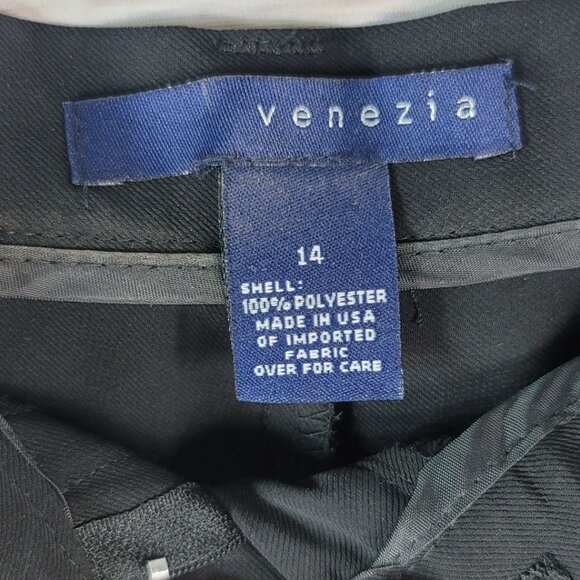 venezia
14
SHELL:
100% POLYESTER
MADE IN USA
OF IMPORTED
FABRIC
OVER FOR CARE